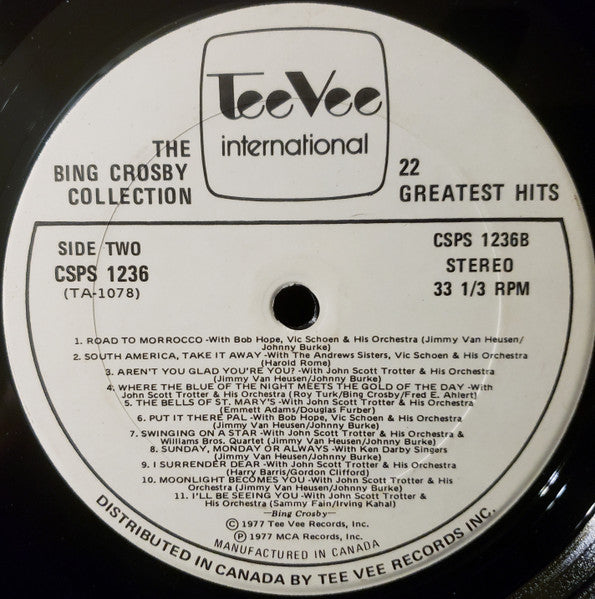 TeeVee
international
THE
BING CROSBY
COLLECTION
22
GREATEST HITS
SIDE TWO
CSPS 1236
(TA-1078)
CSPS 1236B
STEREO
33 1/3 RPM
1. ROAD TO MORROCCO -With Bob Hope, Vic Schoen & His Orchestra (Jimmy Van Heusen/
Johnny Burke)
2. SOUTH AMERICA, TAKE IT AWAY -With The Andrews Sisters, Vic Schoen & His Orchestra
(Harold Rome)
3. AREN'T YOU GLAD YOU'RE YOU? -With John Scott Trotter & His Orchestra
(Jimmy Van Heusen/Johnny Burke)
4. WHERE THE BLUE OF THE NIGHT MEETS THE GOLD OF THE DAY -With
John Scott Trotter & His Orchestra (Roy Turk/Bing Crosby/Fred E. Ahlert)
5. THE BELLS OF ST. MARY'S -With John Scott Trotter & His Orchestra
(Emmett Adams/Douglas Furber)
6. PUT IT THERE PAL -With Bob Hope, Vic Schoen & His Orchestra
(Jimmy Van Heusen/Johnny Burke)
7. SWINGING ON A STAR -With John Scott Trotter & His Orchestra &
Williams Bros. Quartet (Jimmy Van Heusen/Johnny Burke)
8. SUNDAY, MONDAY OR ALWAYS -With Ken Darby Singers
(Jimmy Van Heusen/Johnny Burke)
9. I SURRENDER DEAR -With John Scott Trotter & His Orchestra
(Harry Barris/Gordon Clifford)
10. MOONLIGHT BECOMES YOU -With John Scott Trotter & His
Orchestra (Jimmy Van Heusen/Johnny Burke)
11. I'LL BE SEEING YOU -With John Scott Trotter &
His Orchestra (Sammy Fain/Irving Kahal)
—Bing Crosby—
Ⓒ 1977 Tee Vee Records, Inc.
Ⓟ 1977 MCA Records, Inc.
MANUFACTURED IN CANADA
DISTRIBUTED IN CANADA BY TEE VEE RECORDS INC.